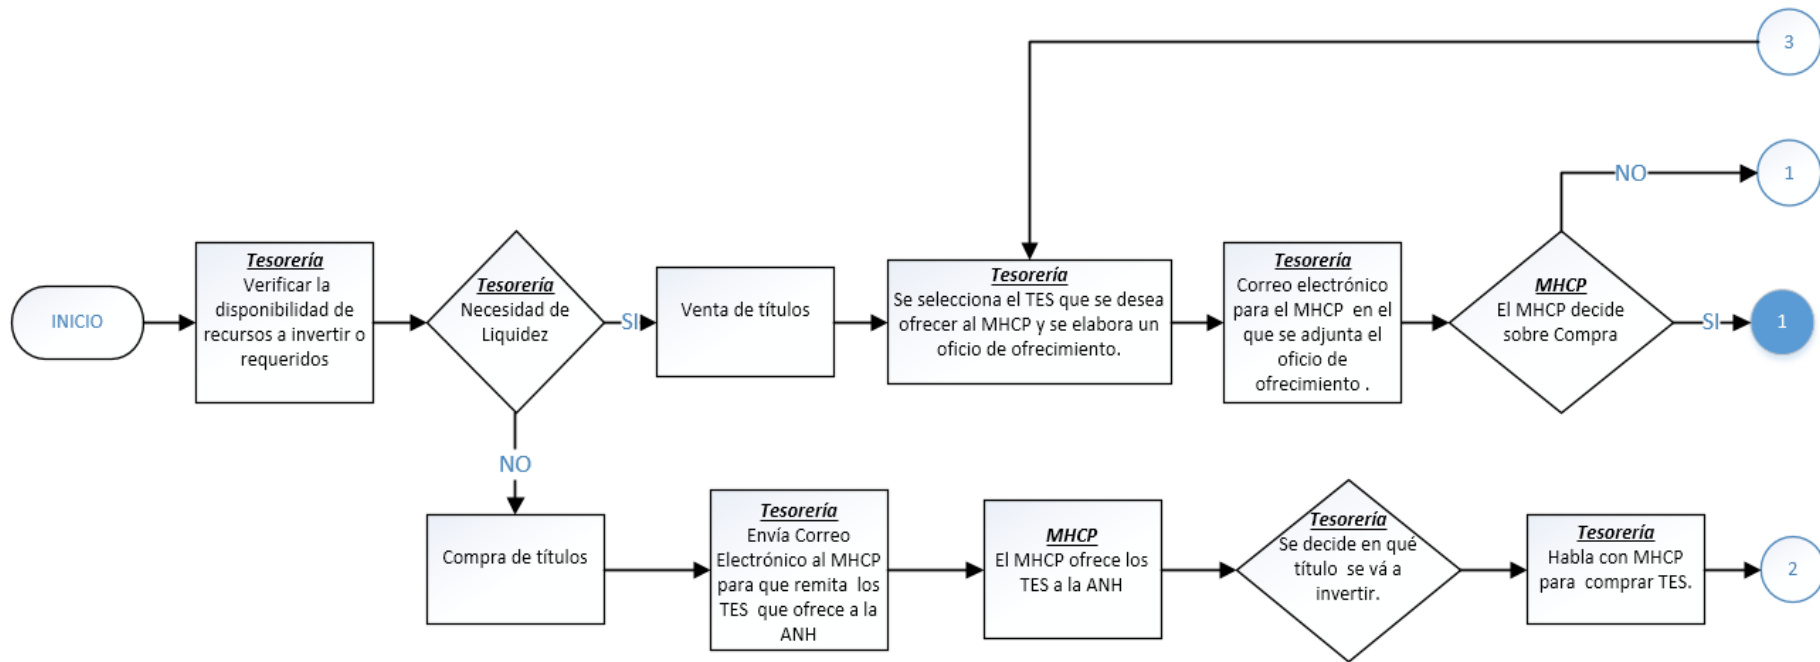 3
NO
1
INICIO
Tesorería
Verificar la
disponibilidad de
recursos a invertir o
requeridos
Tesorería
Necesidad de
Liquidez
SI
Venta de títulos
Tesorería
Se selecciona el TES que se desea
ofrecer al MHCP y se elabora un
oficio de ofrecimiento.
Tesorería
Correo electrónico
para el MHCP en el
que se adjunta el
oficio de
ofrecimiento .
MHCP
El MHCP decide
sobre Compra
SI
1
NO
Compra de títulos
Tesorería
Envía Correo
Electrónico al MHCP
para que remita los
TES que ofrece a la
ANH
MHCP
El MHCP ofrece los
TES a la ANH
Tesorería
Se decide en qué
título se vá a
invertir.
Tesorería
Habla con MHCP
para comprar TES.
2